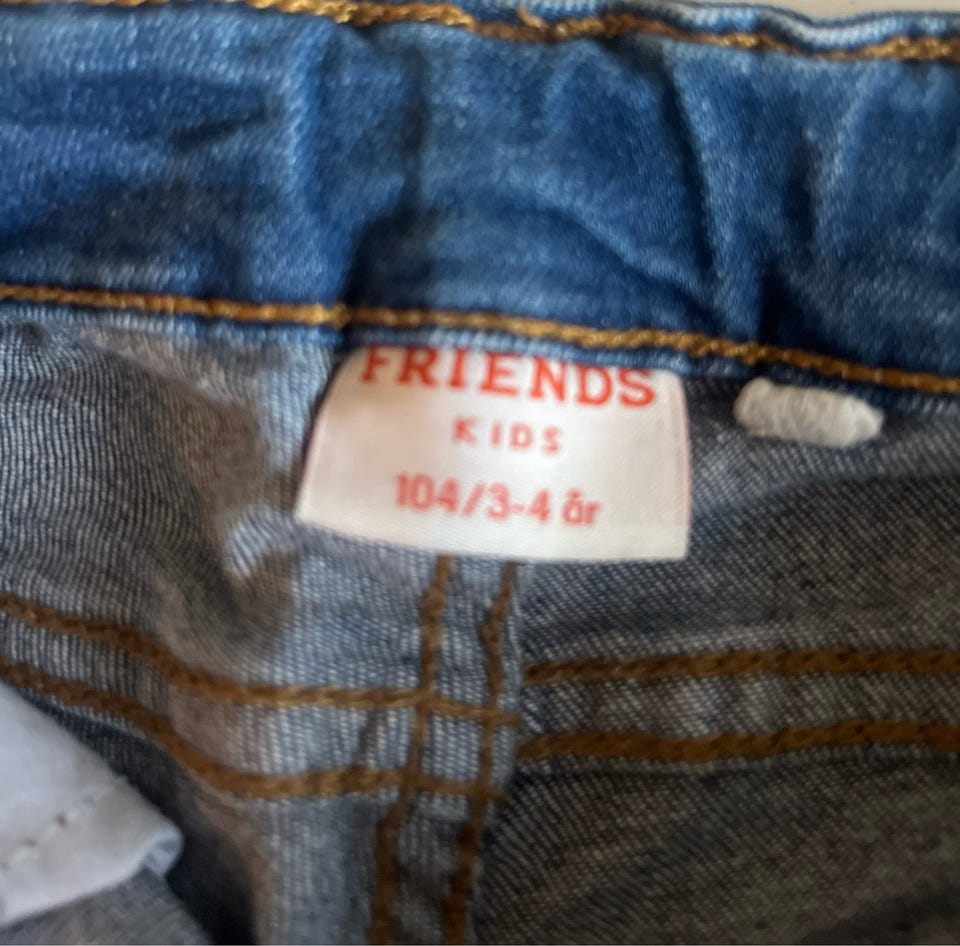 FRIENDS
KIDS
104/3-4 år